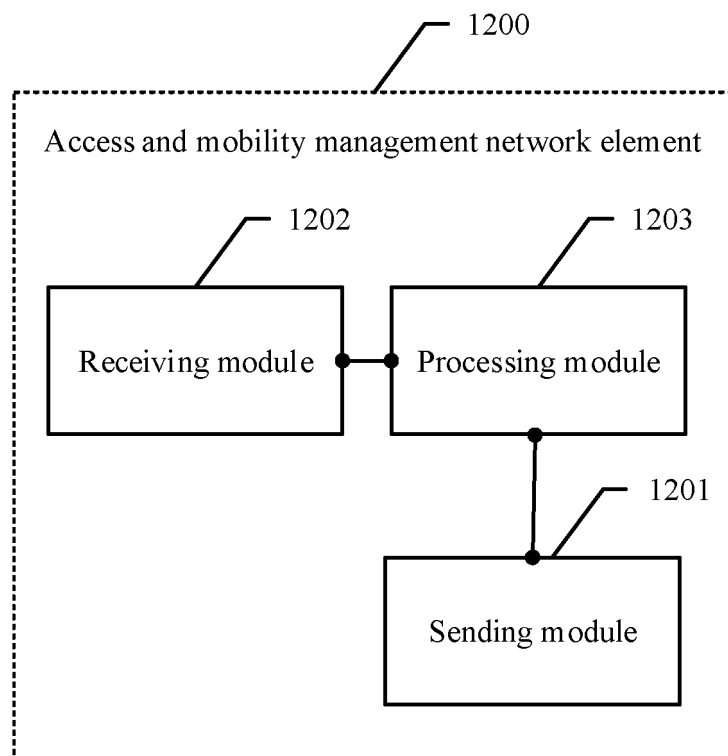 1200
Access and mobility management network element
1202
1203
Receiving module
Processing module
1201
Sending module